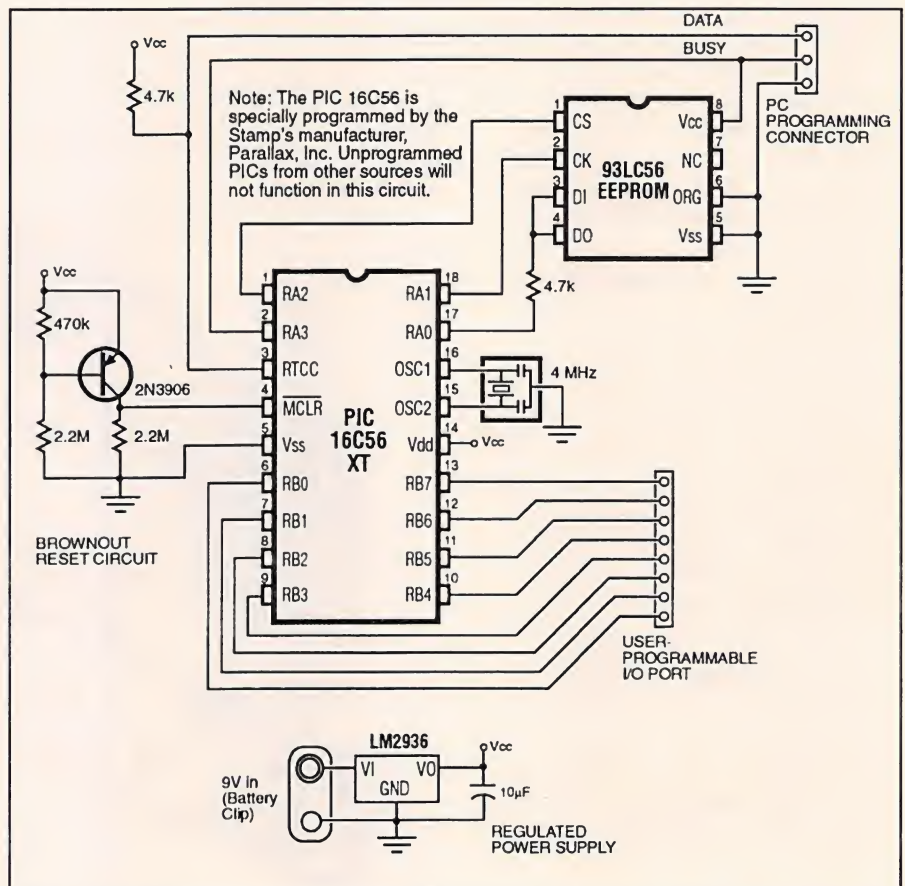 DATA
BUSY
Vcc
4.7k
Note: The PIC 16C56 is
specially programmed by the
Stamp's manufacturer,
Parallax, Inc. Unprogrammed
PICs from other sources will
not function in this circuit.
PC
PROGRAMMING
CONNECTOR
1 CS
2 CK
3 DI
4 DO
93LC56
EEPROM
8 Vcc
7 NC
6 ORG
5 Vss
4.7k
Vcc
470k
2N3906
2.2M
2.2M
BROWNOUT
RESET CIRCUIT
1 RA2
2 RA3
3 RTCC
4 MCLR
5 Vss
6 RB0
7 RB1
8 RB2
9 RB3
PIC
16C56
XT
18 RA1
17 RA0
16 OSC1
15 OSC2
14 Vdd
13 RB7
12 RB6
11 RB5
10 RB4
4 MHz
Vcc
USER-
PROGRAMMABLE
I/O PORT
LM2936
VI
VO
GND
Vcc
10µF
9V in
(Battery
Clip)
REGULATED
POWER SUPPLY